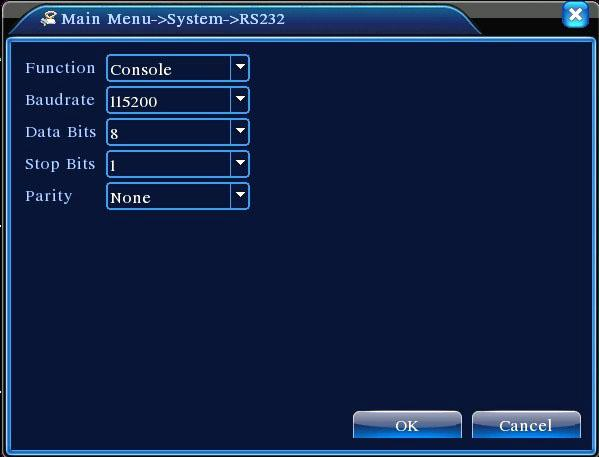 Main Menu->System->RS232
Function Console
Baudrate 115200
Data Bits 8
Stop Bits 1
Parity None
OK Cancel